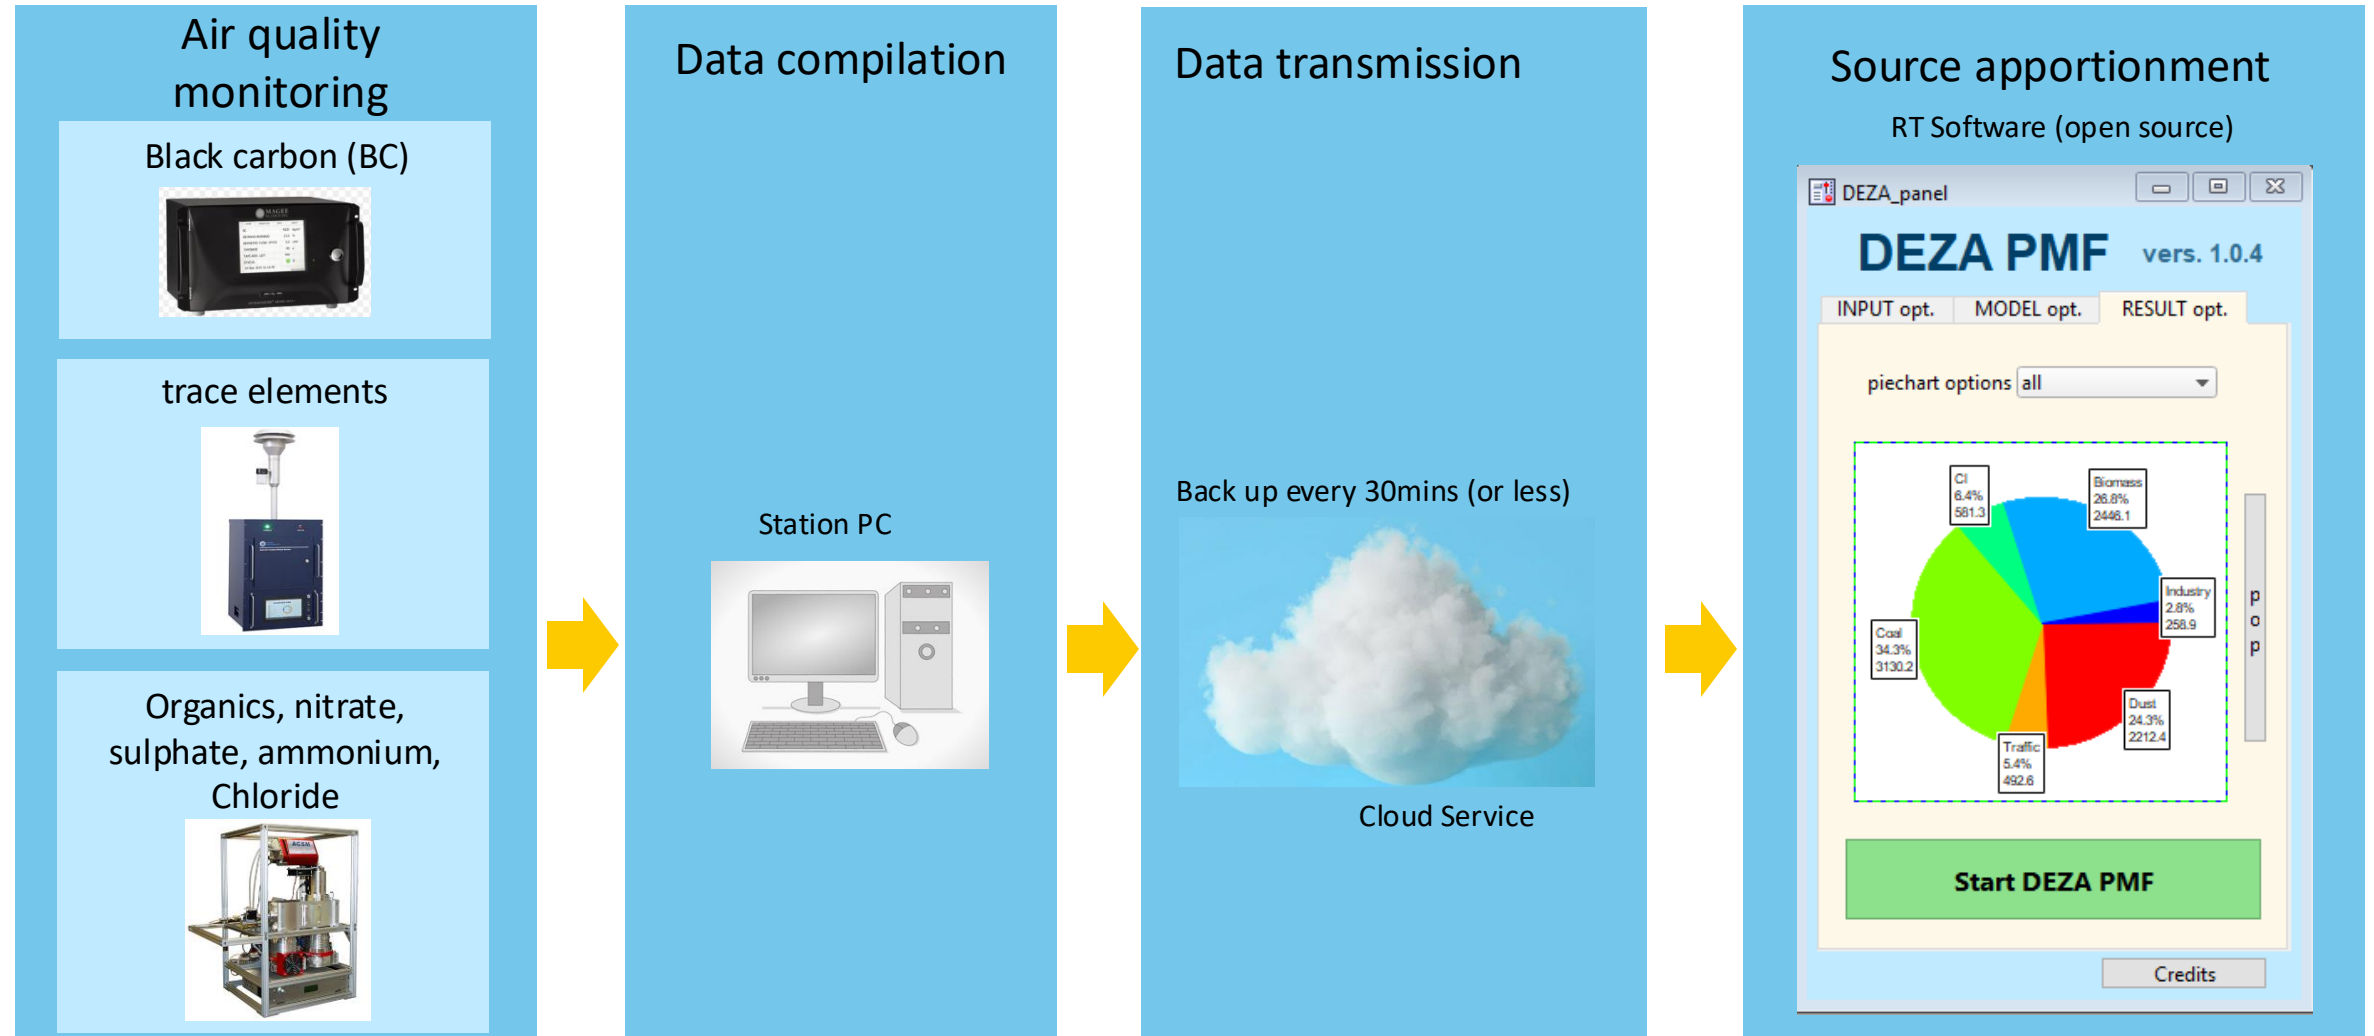 Air quality
monitoring
Black carbon (BC)
MAGEE
trace elements
Organics, nitrate,
sulphate, ammonium,
Chloride
ACSM
Data compilation
Station PC
Data transmission
Back up every 30mins (or less)
Cloud Service
Source apportionment
RT Software (open source)
DEZA_panel
DEZA PMF vers. 1.0.4
INPUT opt. MODEL opt. RESULT opt.
piechart options all
Cl
6.4%
581.3
Biomass
26.8%
2446.1
Industry
2.8%
258.9
Coal
34.3%
3130.2
Dust
24.3%
2212.4
Traffic
5.4%
492.6
p
o
p
Start DEZA PMF
Credits